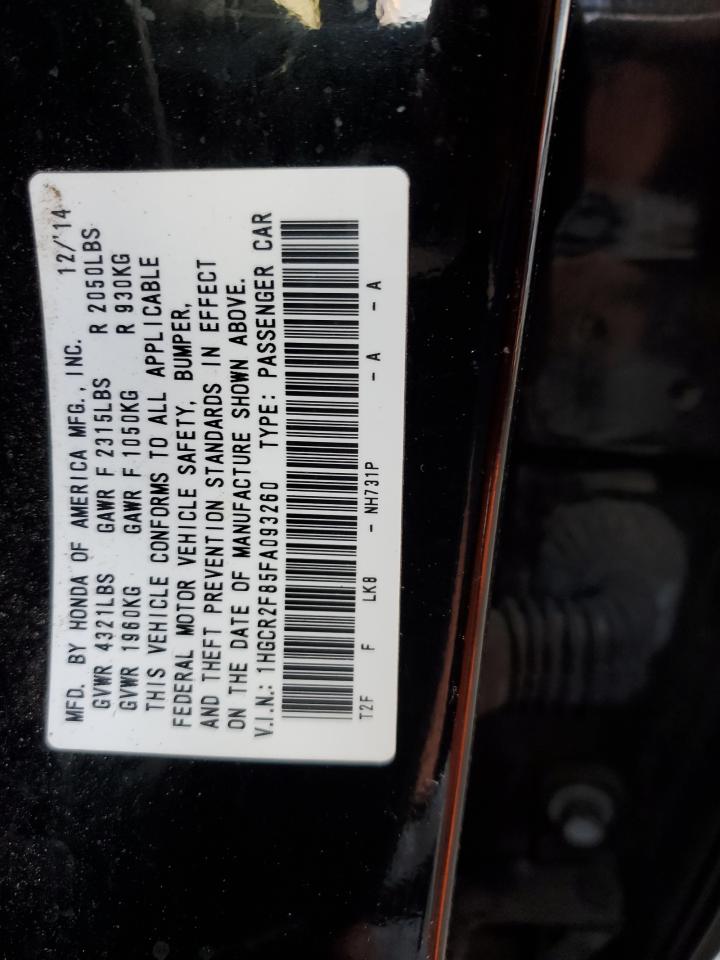 MFD. BY HONDA OF AMERICA MFG., INC. 12/'14
GVWR 4321LBS GAWR F 2315LBS R 2050LBS
GVWR 1960KG GAWR F 1050KG R 930KG
THIS VEHICLE CONFORMS TO ALL APPLICABLE
FEDERAL MOTOR VEHICLE SAFETY, BUMPER,
AND THEFT PREVENTION STANDARDS IN EFFECT
ON THE DATE OF MANUFACTURE SHOWN ABOVE.
V.I.N.: 1HGCR2F85FA093260 TYPE: PASSENGER CAR
T2F F LK8 - NH731P - A - A